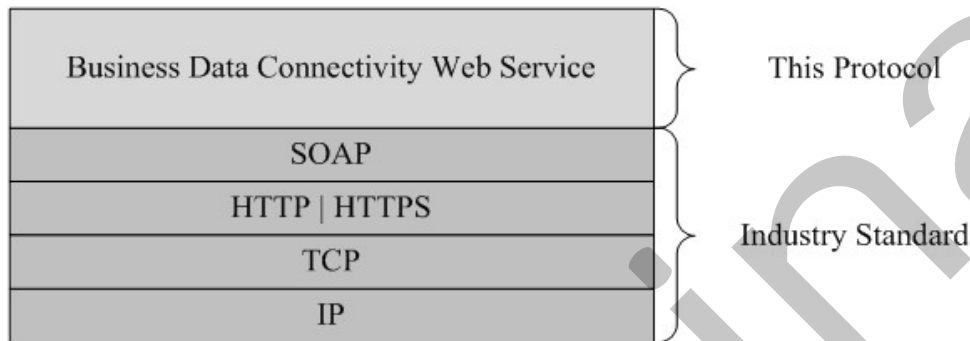 Business Data Connectivity Web Service
This Protocol
SOAP
HTTP | HTTPS
Industry Standard
TCP
IP